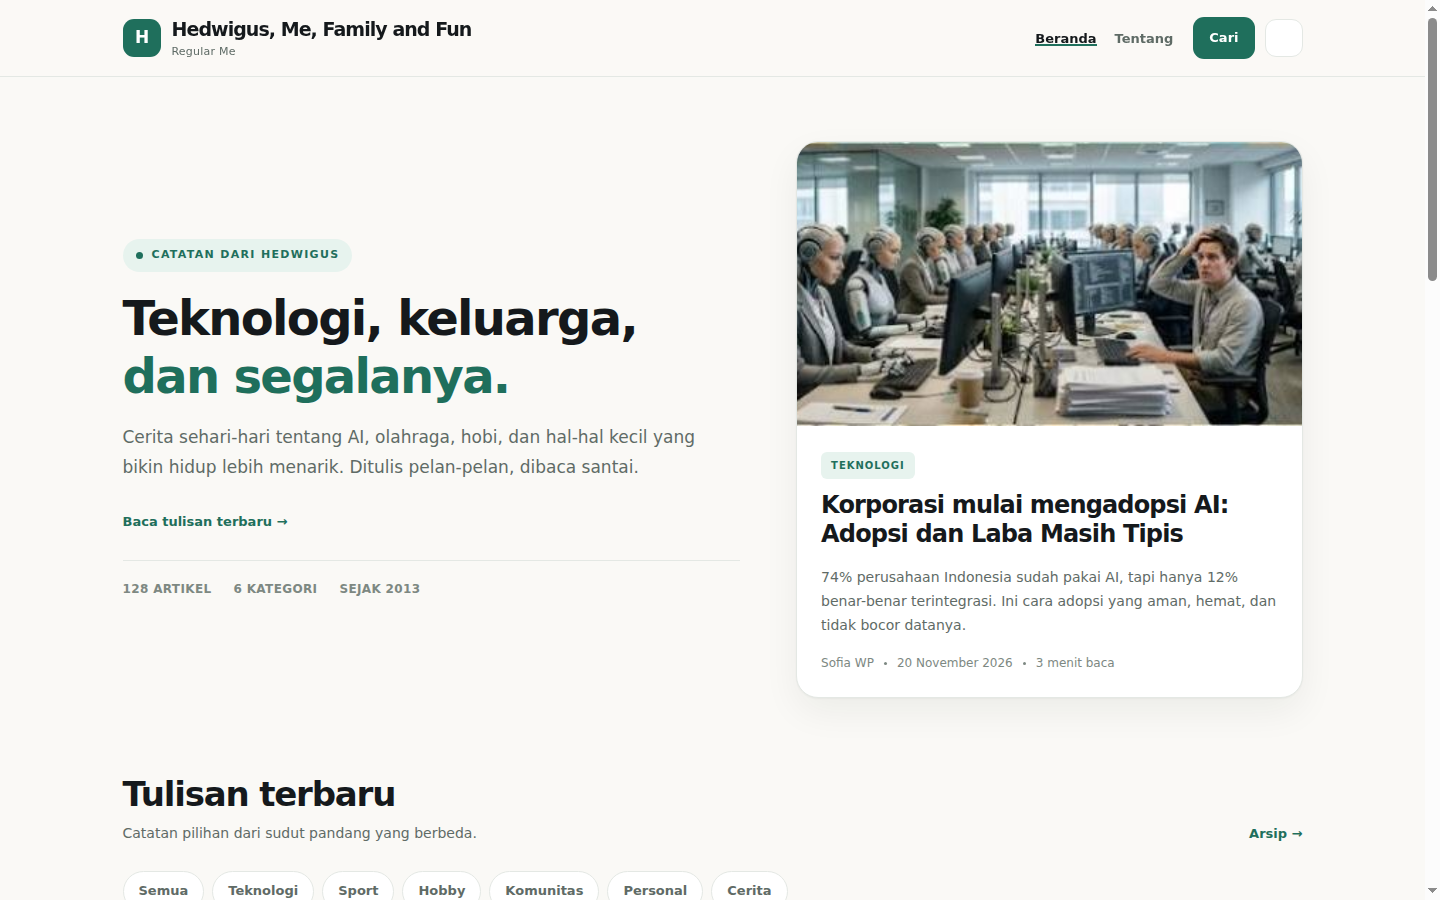 H
Hedwigus, Me, Family and Fun
Regular Me
Beranda
Tentang
Cari
CATATAN DARI HEDWIGUS
Teknologi, keluarga,
dan segalanya.
Cerita sehari-hari tentang AI, olahraga, hobi, dan hal-hal kecil yang
bikin hidup lebih menarik. Ditulis pelan-pelan, dibaca santai.
Baca tulisan terbaru →
128 ARTIKEL 6 KATEGORI SEJAK 2013
TEKNOLOGI
Korporasi mulai mengadopsi AI:
Adopsi dan Laba Masih Tipis
74% perusahaan Indonesia sudah pakai AI, tapi hanya 12%
benar-benar terintegrasi. Ini cara adopsi yang aman, hemat, dan
tidak bocor datanya.
Sofia WP • 20 November 2026 • 3 menit baca
Tulisan terbaru
Catatan pilihan dari sudut pandang yang berbeda.
Arsip →
Semua
Teknologi
Sport
Hobby
Komunitas
Personal
Cerita